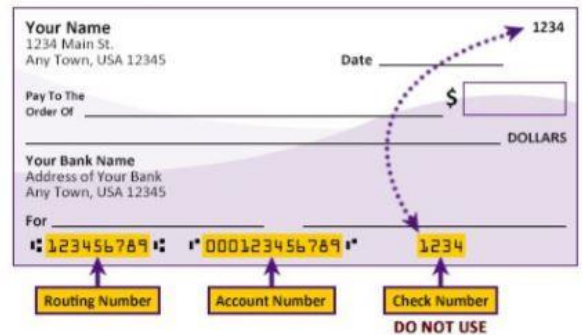 Your Name 1234
1234 Main St.
Any Town, USA 12345 Date
Pay To The
Order Of $
DOLLARS
Your Bank Name
Address of Your Bank
Any Town, USA 12345
For
⑆123456789⑆ ⑈000123456789⑈ 1234
Routing Number Account Number Check Number
DO NOT USE